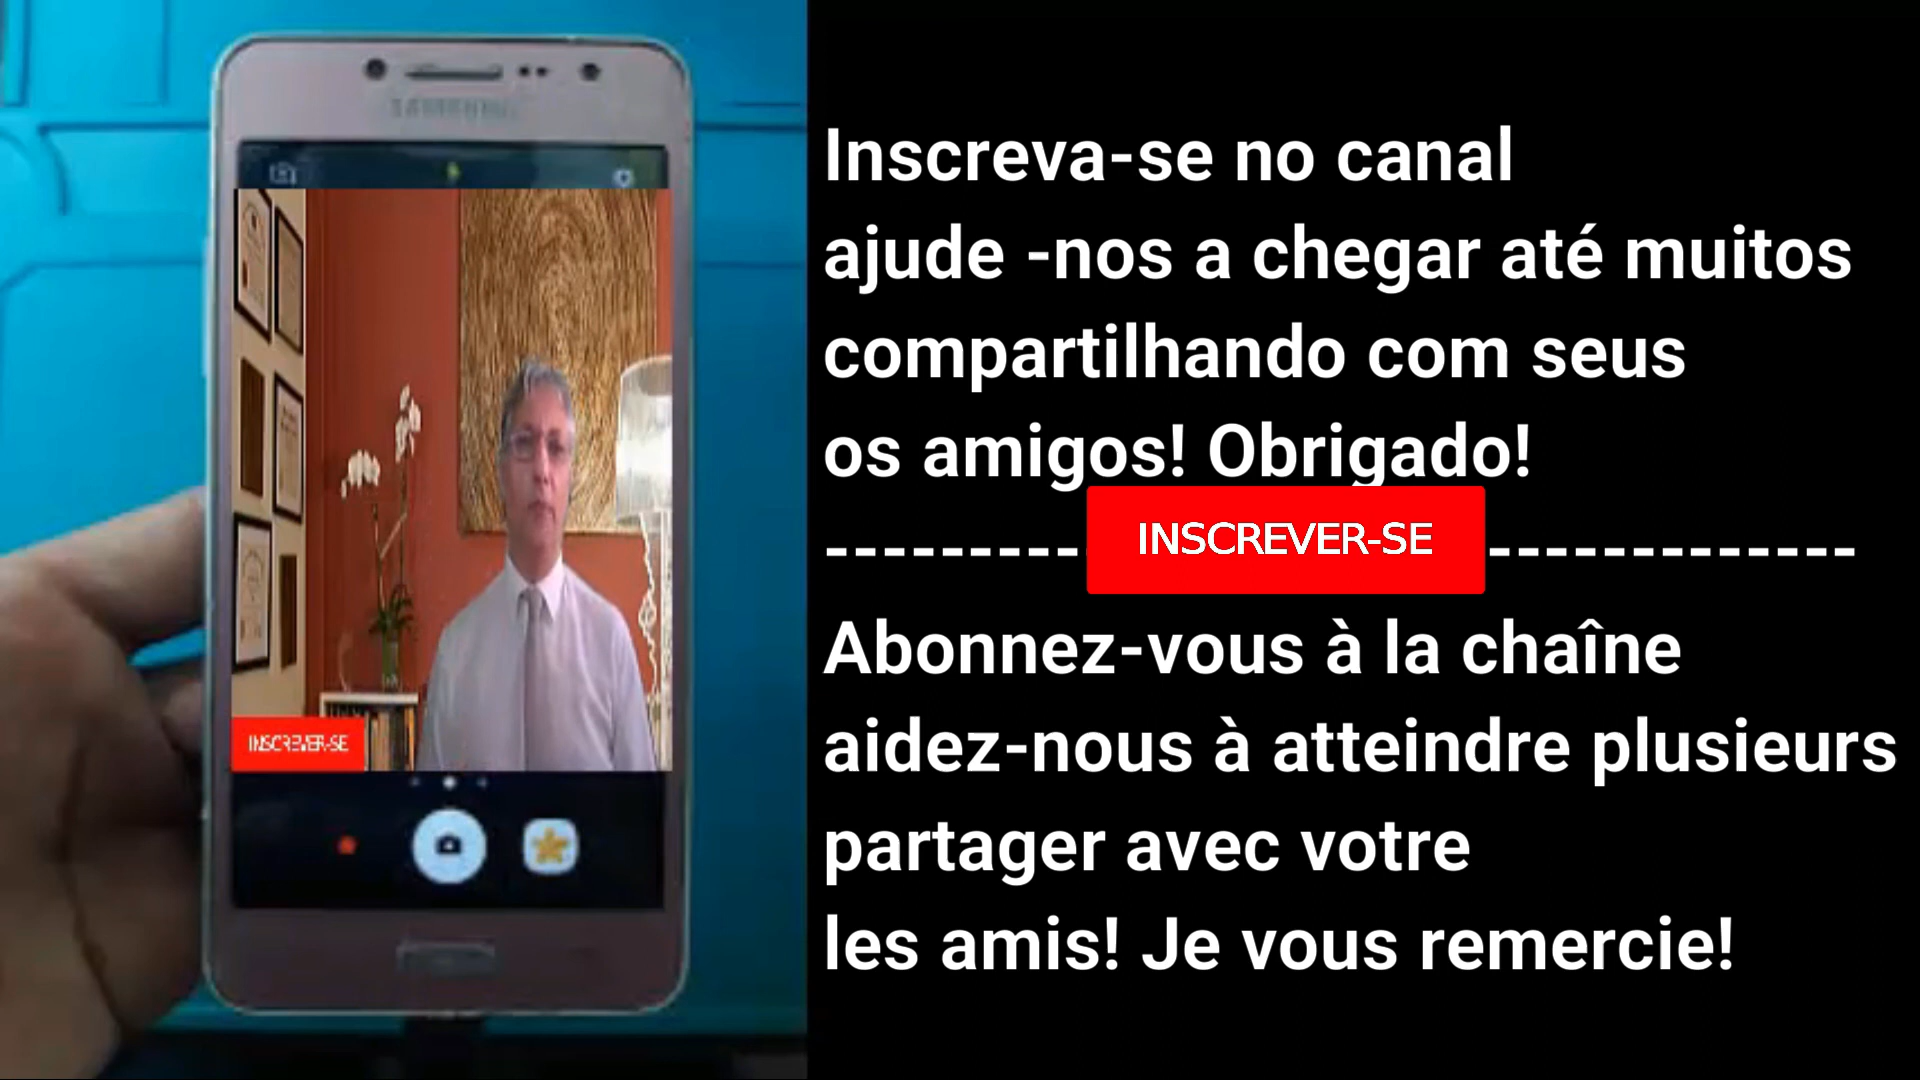 SAMSUNG
INSCREVER-SE
Inscreva-se no canal
ajude -nos a chegar até muitos
compartilhando com seus
os amigos! Obrigado!
INSCREVER-SE
Abonnez-vous à la chaîne
aidez-nous à atteindre plusieurs
partager avec votre
les amis! Je vous remercie!